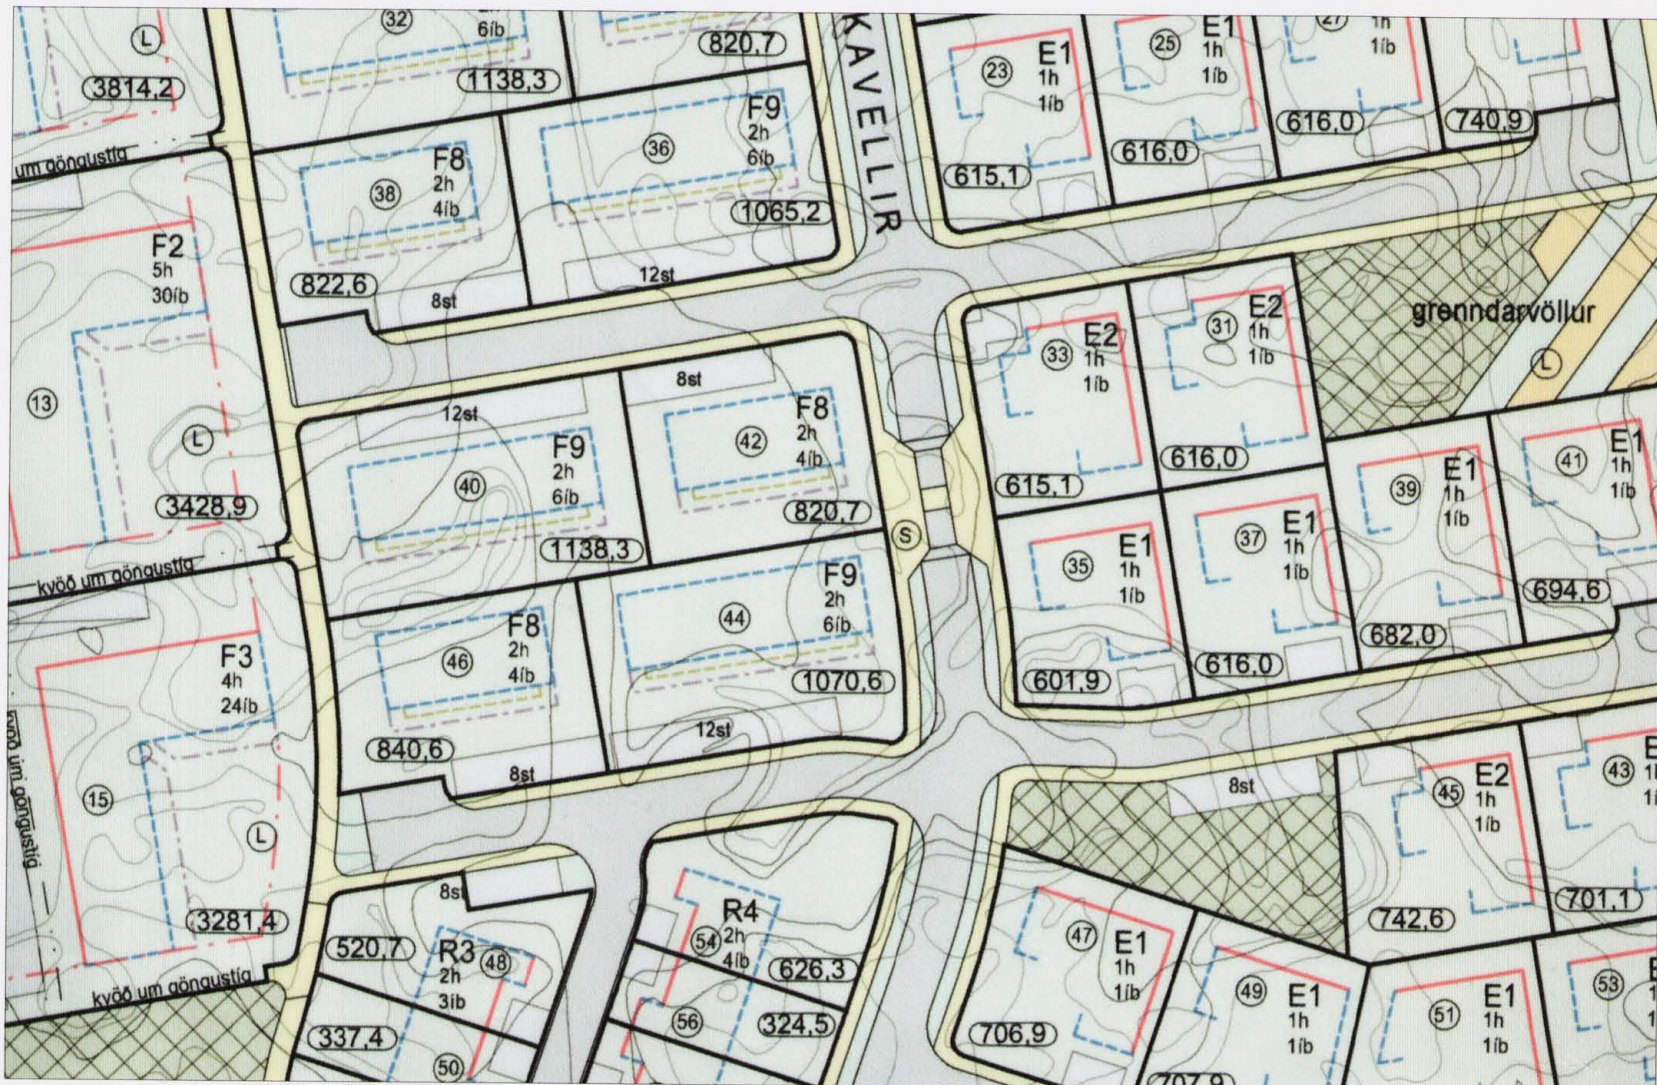 L
3814,2
32
6íb
1138,3
820,7
KAVELLIR
23
E1
1h
1íb
615,1
25
E1
1h
1íb
616,0
27
1h
1íb
616,0
740,9
um göngustíg
38
F8
2h
4íb
822,6
8st
36
F9
2h
6íb
1065,2
12st
F2
5h
30íb
13
L
3428,9
kvöð um göngustíg
12st
40
F9
2h
6íb
1138,3
8st
42
F8
2h
4íb
820,7
S
33
E2
1h
1íb
615,1
31
E2
1h
1íb
616,0
grenndarvöllur
L
35
E1
1h
1íb
601,9
37
E1
1h
1íb
616,0
39
E1
1h
1íb
682,0
41
E1
1h
1íb
694,6
F3
4h
24íb
15
L
3281,4
kvöð um göngustíg
kvöð um göngustíg
46
F8
2h
4íb
840,6
8st
44
F9
2h
6íb
1070,6
12st
8st
45
E2
1h
1íb
742,6
43
701,1
8st
520,7
R3
2h
3íb
48
337,4
50
54
R4
2h
4íb
626,3
56
324,5
47
E1
1h
1íb
706,9
49
E1
1h
1íb
707,9
51
E1
1h
1íb
53